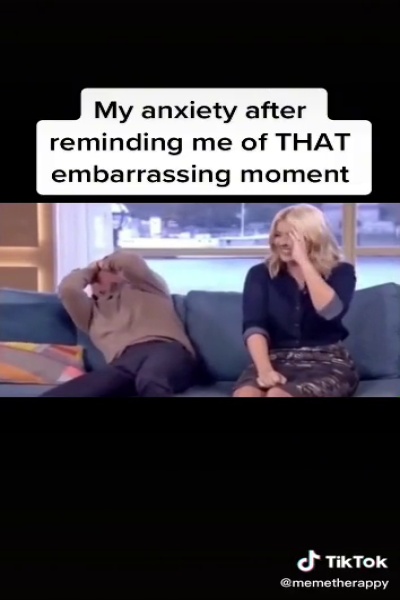 My anxiety after
reminding me of THAT
embarrassing moment
TikTok
@memetherappy